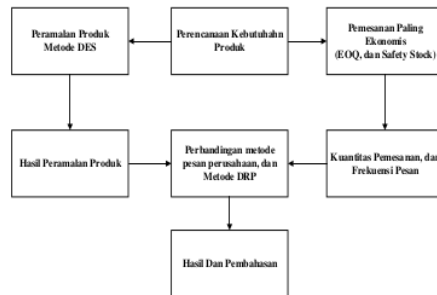 Peramalan Produk
Metode DES
Perencanaan Kebutuhahn
Produk
Pemesanan Paling
Ekonomis
(EOQ, dan Safety Stock)
Hasil Peramalan Produk
Perbandingan metode
pesan perusahaan, dan
Metode DRP
Kuantitas Pemesanan, dan
Frekuensi Pesan
Hasil Dan Pembahasan